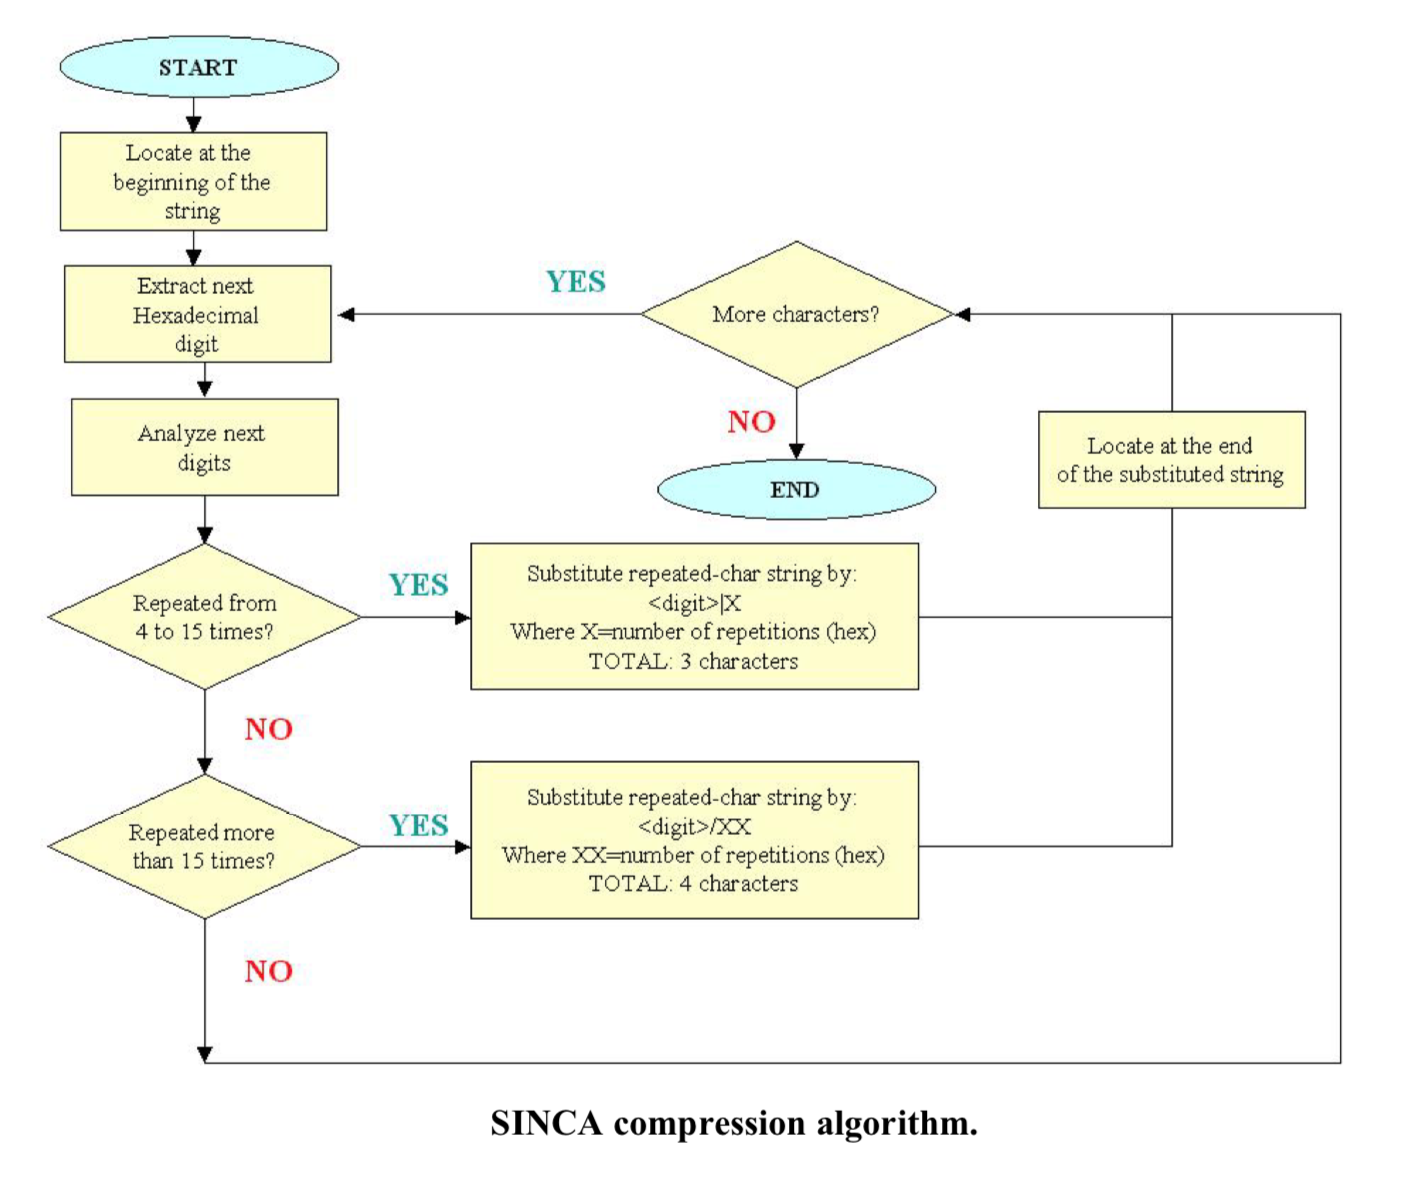 START
Locate at the
beginning of the
string
Extract next
Hexadecimal
digit
YES
More characters?
Analyze next
digits
NO
END
Locate at the end
of the substituted string
Repeated from
4 to 15 times?
YES
Substitute repeated-char string by:
<digit>|X
Where X=number of repetitions (hex)
TOTAL: 3 characters
NO
Repeated more
than 15 times?
YES
Substitute repeated-char string by:
<digit>/XX
Where XX=number of repetitions (hex)
TOTAL: 4 characters
NO
SINCA compression algorithm.